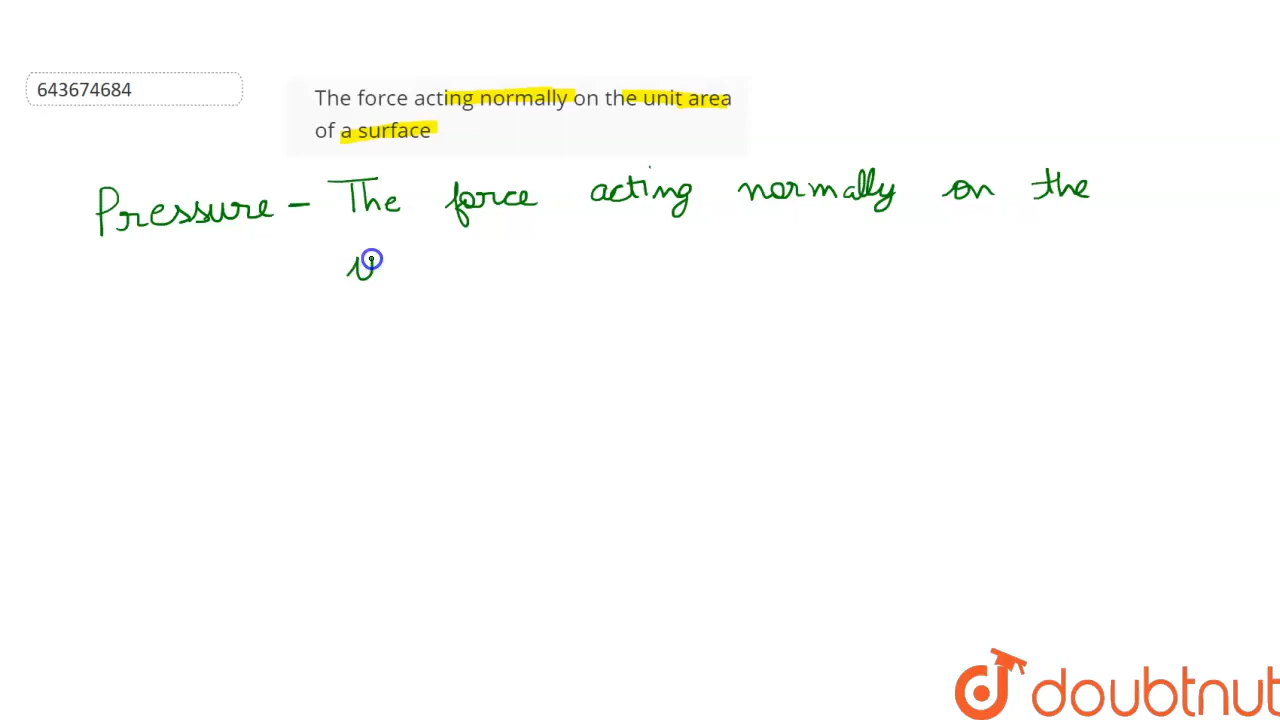 643674684
The force acting normally on the unit area
of a surface
Pressure - The force acting normally on the
doubtnut